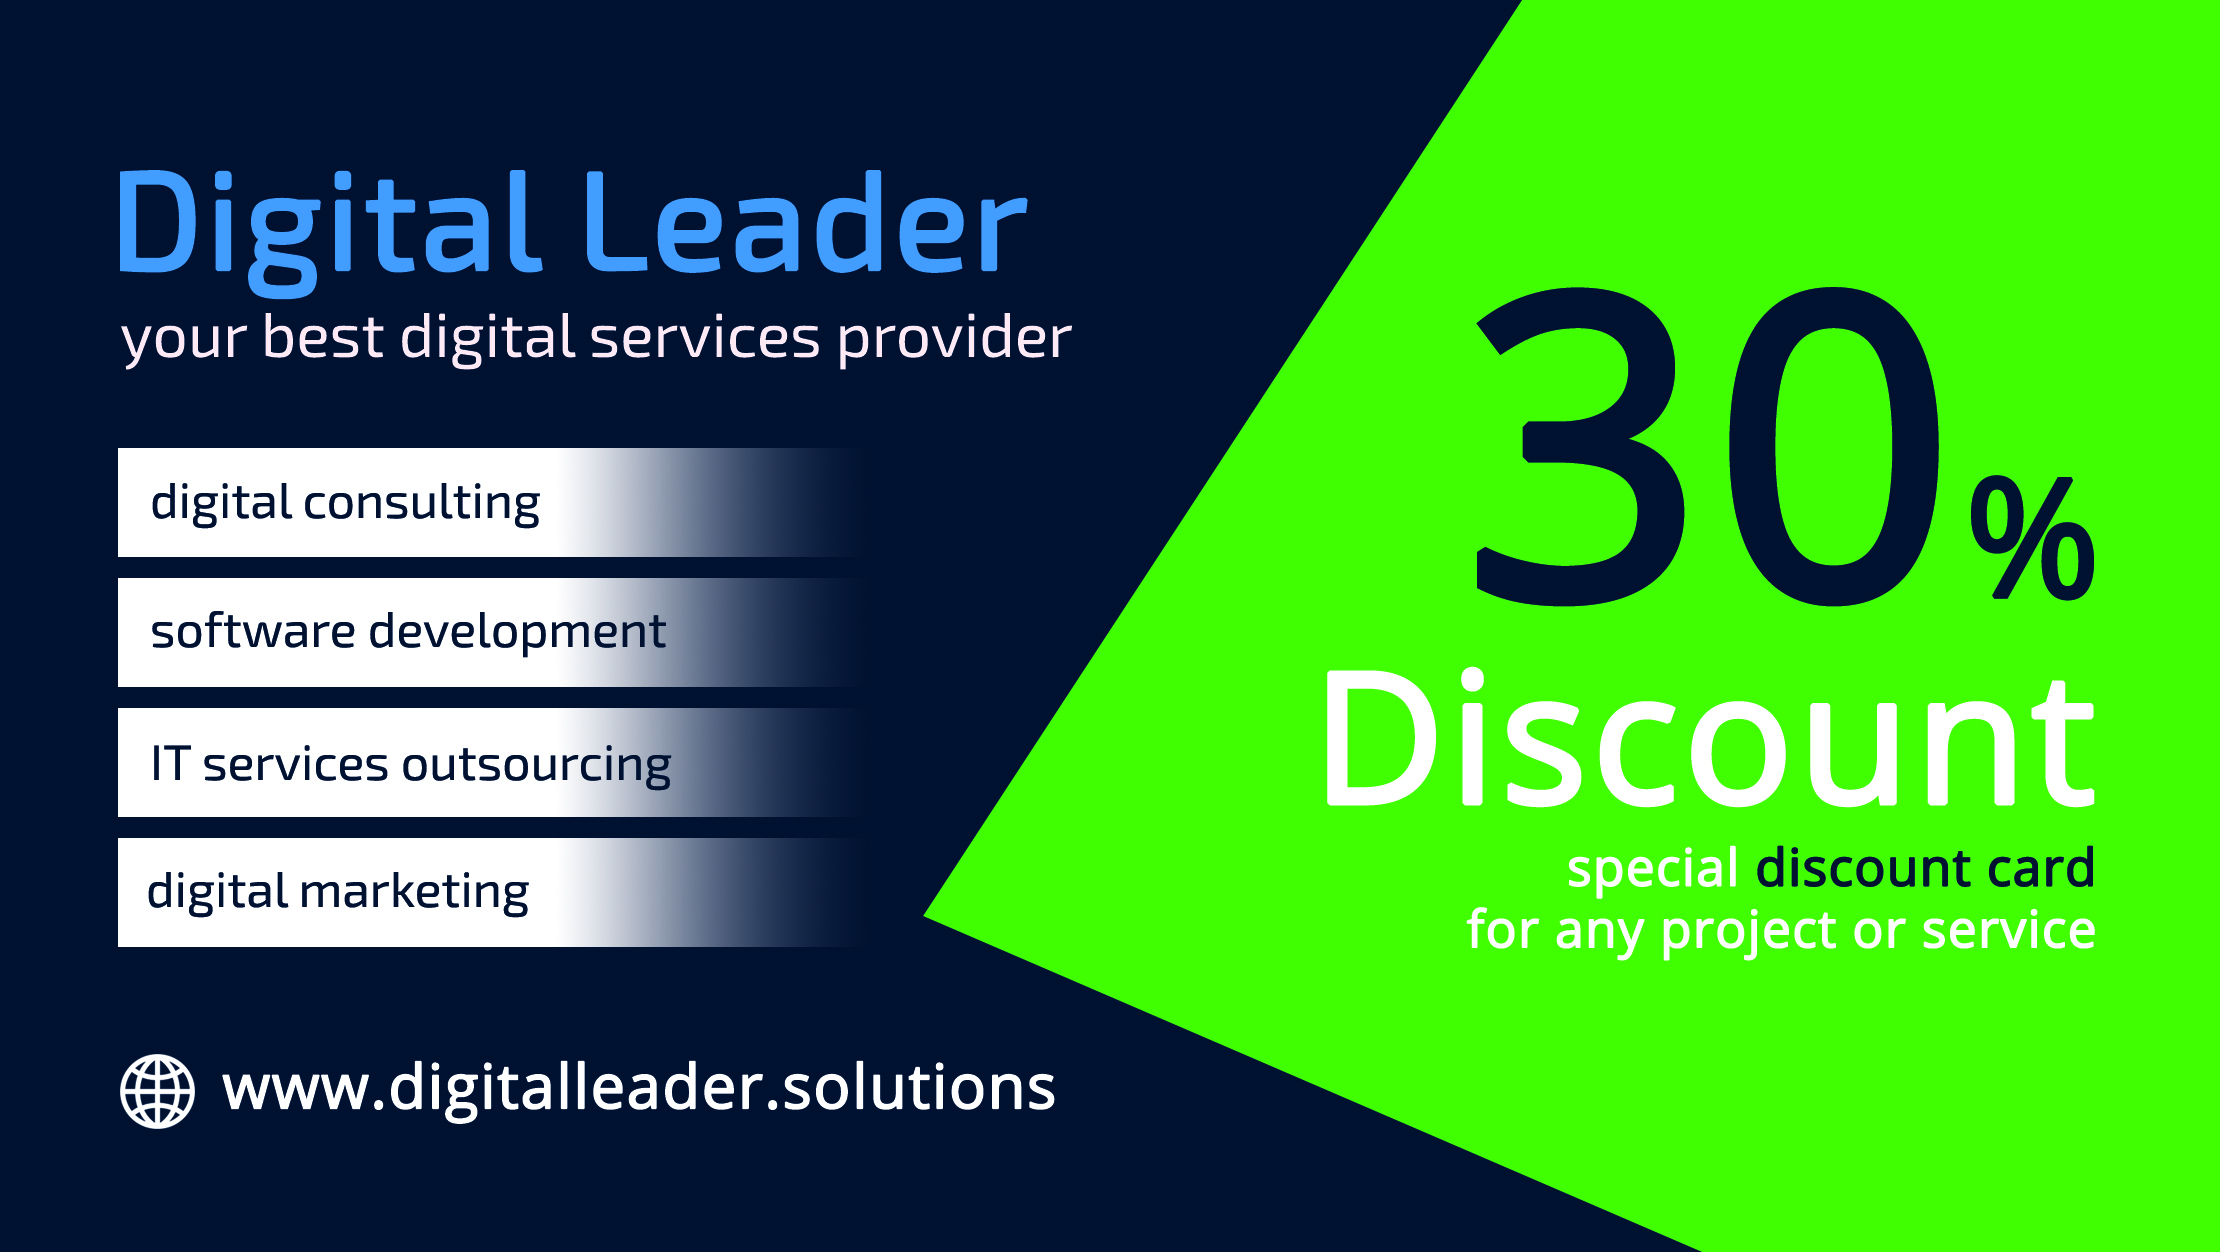 Digital Leader
your best digital services provider
digital consulting
software development
IT services outsourcing
digital marketing
www.digitalleader.solutions
30%
Discount
special discount card
for any project or service